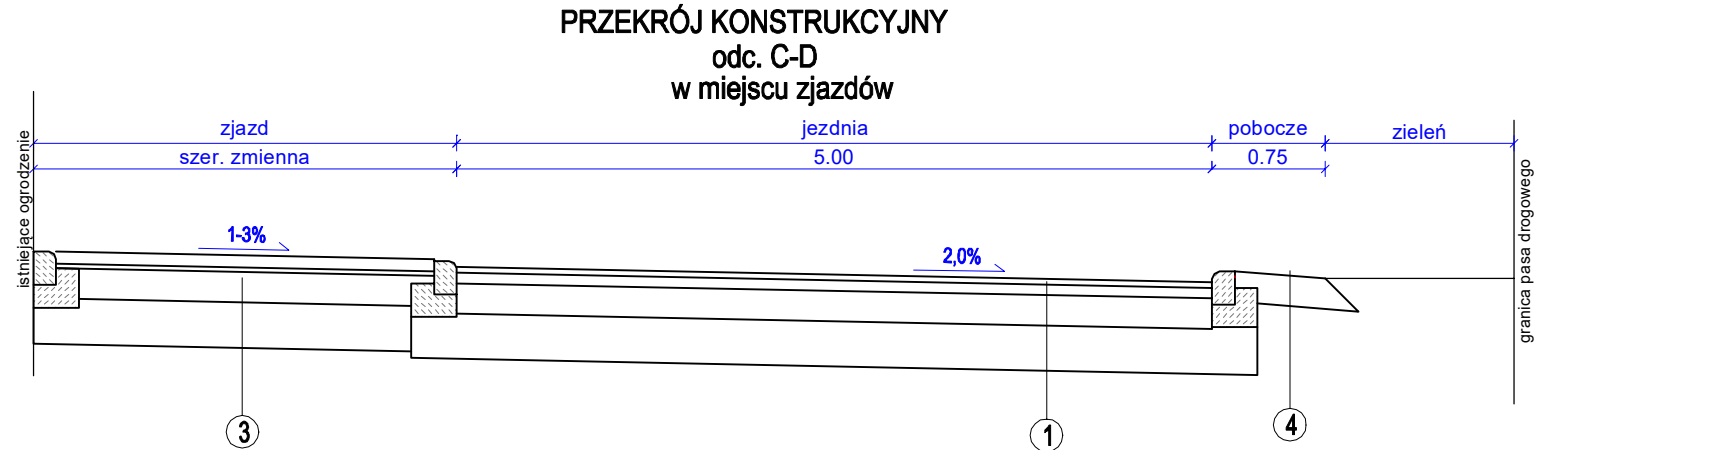 PRZEKRÓJ KONSTRUKCYJNY
odc. C-D
w miejscu zjazdów
zjazd
jezdnia
pobocze
zieleń
szer. zmienna
5.00
0.75
istniejące ogrodzenie
granica pasa drogowego
1-3%
2,0%
3
1
4